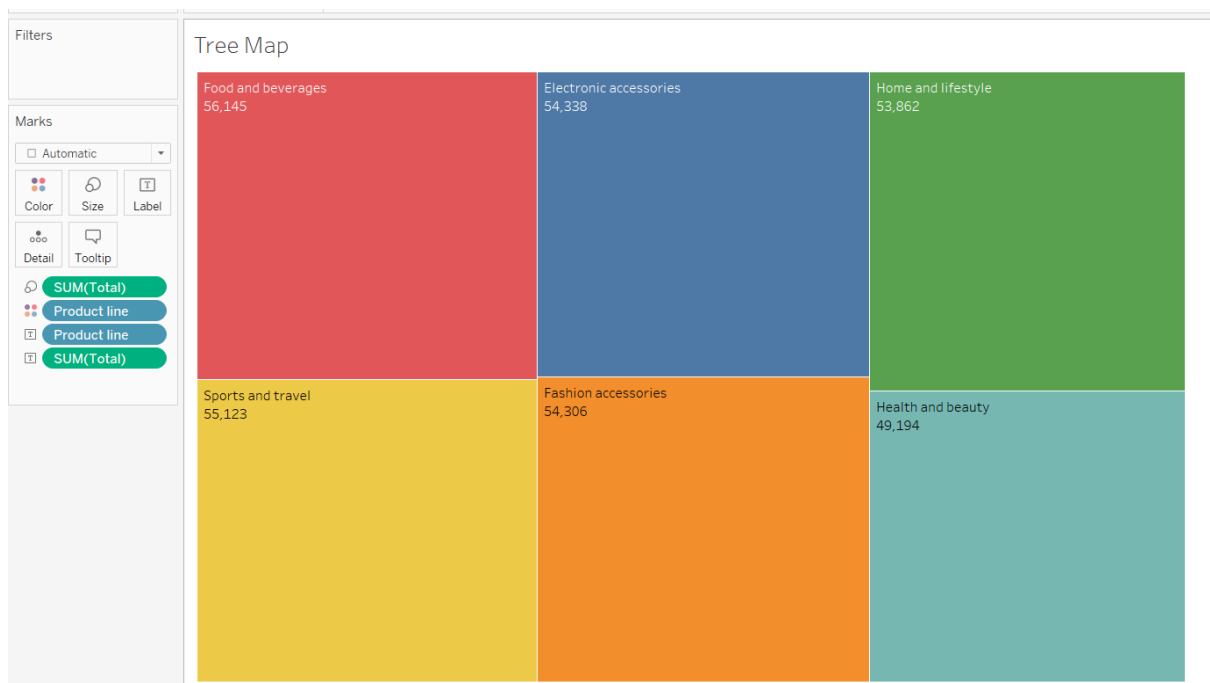 Filters
Marks
Automatic
Color
Size
T
Label
Detail
Tooltip
SUM(Total)
Product line
T
Product line
T
SUM(Total)
Tree Map
Food and beverages
56,145
Electronic accessories
54,338
Home and lifestyle
53,862
Sports and travel
55,123
Fashion accessories
54,306
Health and beauty
49,194